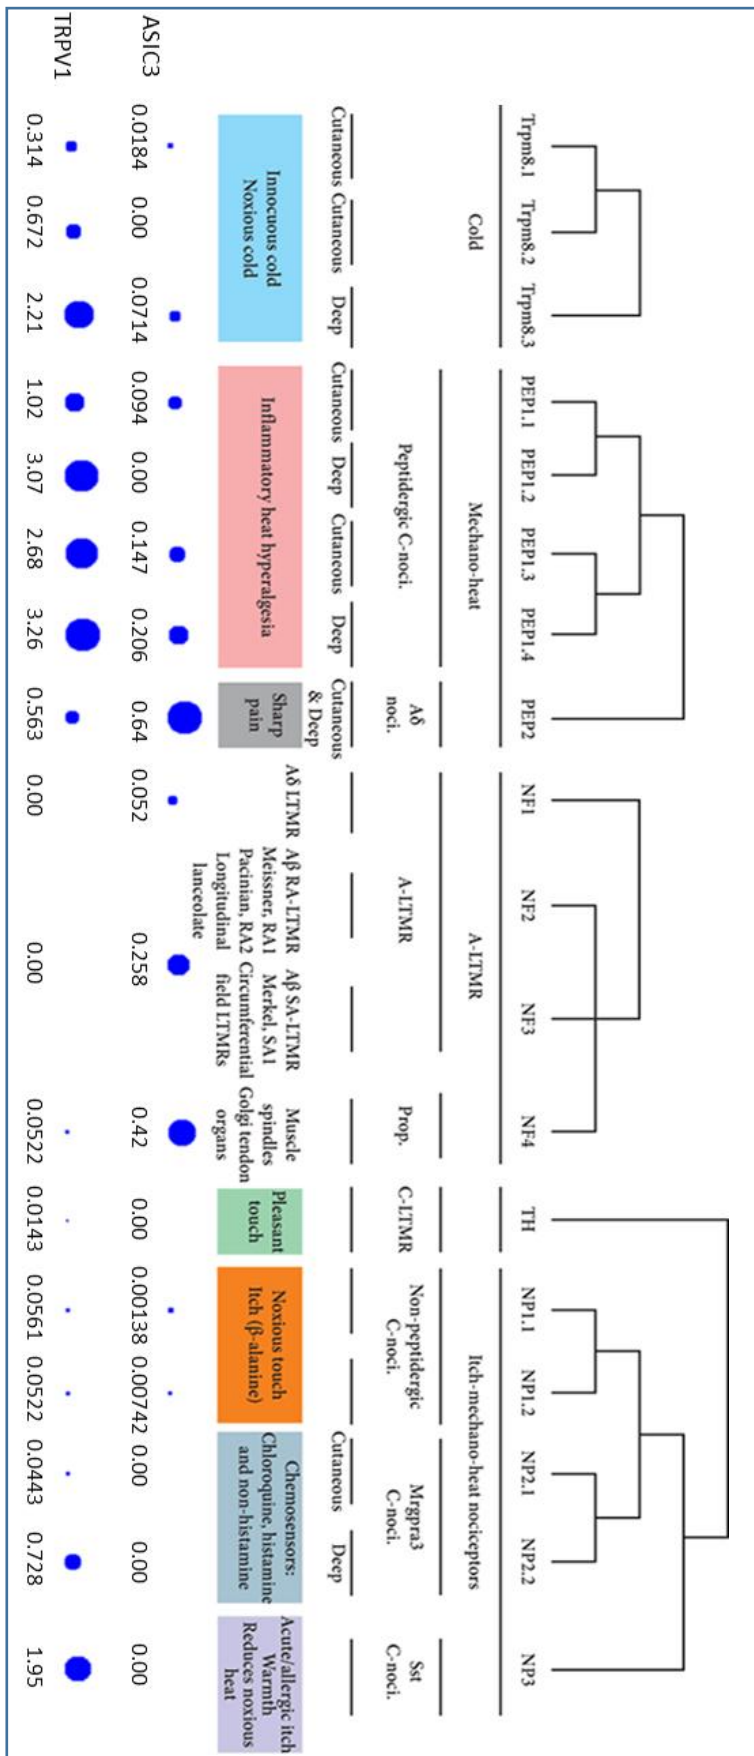 Trpm8.1 Trpm8.2 Trpm8.3 PEP1.1 PEP1.2 PEP1.3 PEP1.4 PEP2 NF1 NF2 NF3 NF4 TH NP1.1 NP1.2 NP2.1 NP2.2 NP3
Cold Mechano-heat A-LTMR Itch-mechano-heat nociceptors
Peptidergic C-noci.
Aδ
noci.
A-LTMR
Prop.
C-LTMR
Non-peptidergic
C-noci.
Mrgpra3
C-noci.
Sst
C-noci.
Cutaneous Cutaneous Deep Cutaneous Deep Cutaneous Deep
Cutaneous
& Deep
Aδ LTMR
Aβ RA-LTMR
Meissner, RA1
Pacinian, RA2
Longitudinal
lanceolate
Aβ SA-LTMR
Merkel, SA1
Circumferential
field LTMRs
Muscle
spindles
Golgi tendon
organs
Cutaneous Deep
Innocuous cold
Noxious cold
Inflammatory heat hyperalgesia
Sharp
pain
Pleasant
touch
Noxious touch
Itch (β-alanine)
Chemosensors:
Chloroquine, histamine
and non-histamine
Acute/allergic itch
Warmth
Reduces noxious
heat
ASIC3 0.0184 0.00 0.0714 0.094 0.00 0.147 0.206 0.64 0.052 0.258 0.42 0.00 0.00138 0.00742 0.00 0.00 0.00
TRPV1 0.314 0.672 2.21 1.02 3.07 2.68 3.26 0.563 0.00 0.00 0.0522 0.0143 0.0561 0.0522 0.0443 0.728 1.95